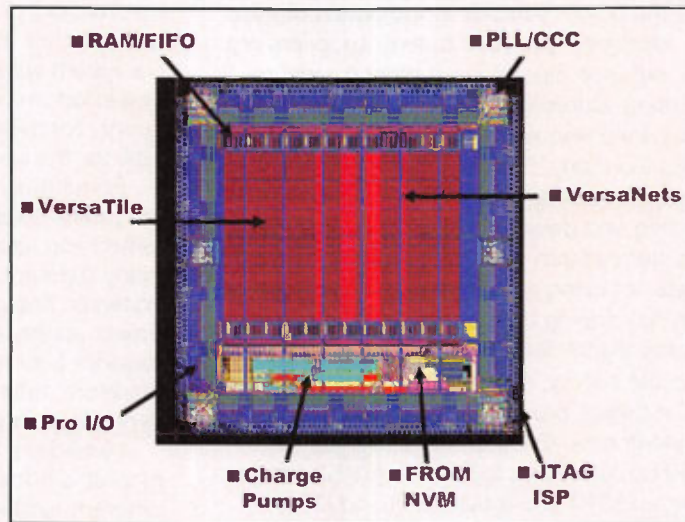 ■ RAM/FIFO
■ PLL/CCC
■ VersaTile
■ VersaNets
■ Pro I/O
■ Charge
Pumps
■ FROM
NVM
■ JTAG
ISP